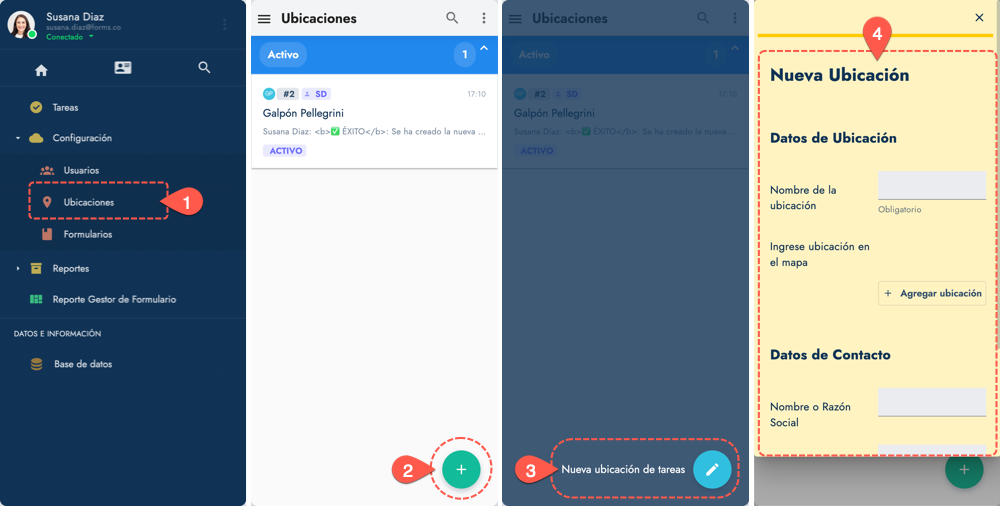 Susana Diaz
susana.diaz@forms.co
Conectado
Tareas
Configuración
Usuarios
Ubicaciones
1
Formularios
Reportes
Reporte Gestor de Formulario
DATOS E INFORMACIÓN
Base de datos
Ubicaciones
Activo
1
GP #2 SD 17:10
Galpón Pellegrini
Susana Diaz: <b>✅ ÉXITO</b>: Se ha creado la nueva ...
ACTIVO
2
+
Ubicaciones
Activo
1
GP #2 SD 17:10
Galpón Pellegrini
Susana Diaz: <b>✅ ÉXITO</b>: Se ha creado la nueva ...
ACTIVO
3
Nueva ubicación de tareas
4
Nueva Ubicación
Datos de Ubicación
Nombre de la
ubicación
Obligatorio
Ingrese ubicación en
el mapa
+ Agregar ubicación
Datos de Contacto
Nombre o Razón
Social
+